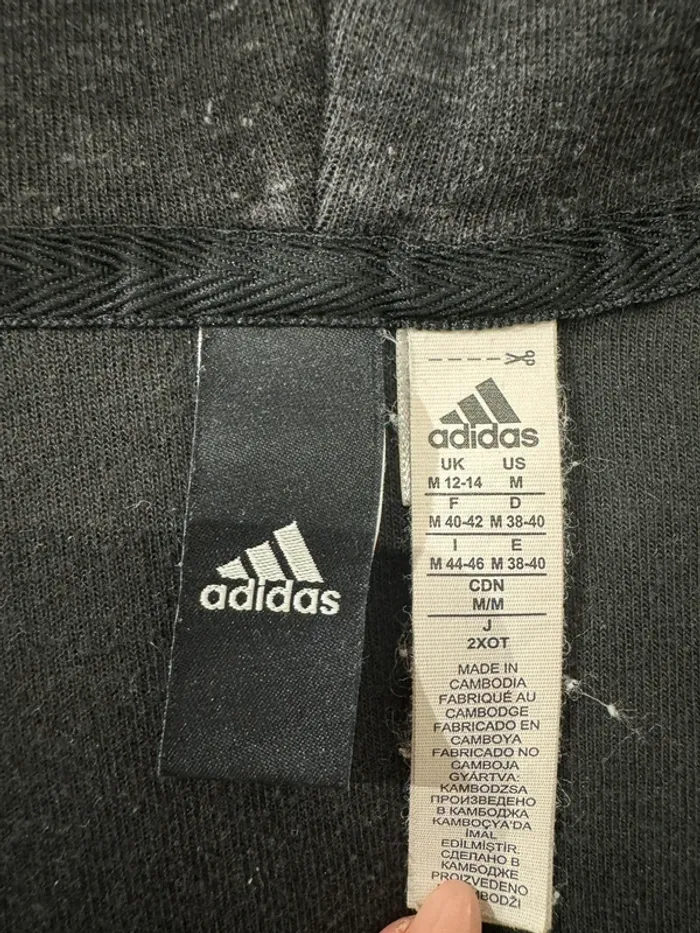 adidas
adidas
UK US
M 12-14 M
F D
M 40-42 M 38-40
I E
M 44-46 M 38-40
CDN
M/M
J
2XOT
MADE IN
CAMBODIA
FABRIQUÉ AU
CAMBODGE
FABRICADO EN
CAMBOYA
FABRICADO NO
CAMBOJA
GYÁRTVA:
KAMBODZSA
ПРОИЗВЕДЕНО
В КАМБОДЖА
KAMBOÇYA'DA
İMAL
EDİLMİŞTİR.
СДЕЛАНО В
КАМБОДЖЕ
PROIZVEDENO